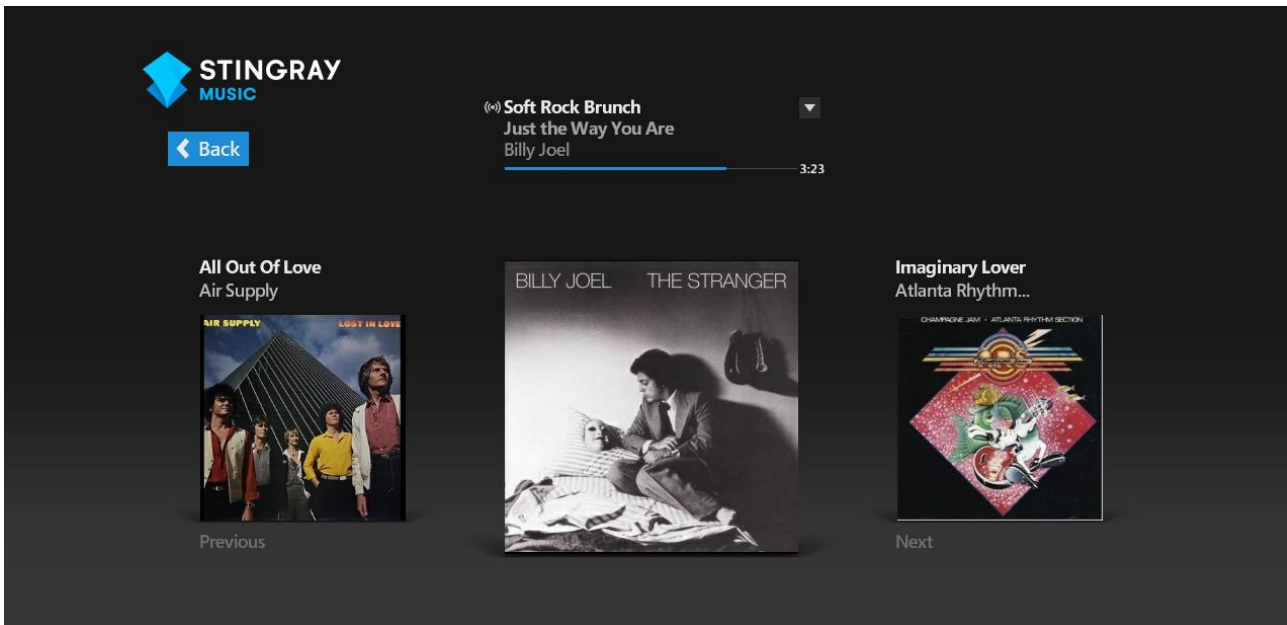 STINGRAY
MUSIC
Back
Soft Rock Brunch
Just the Way You Are
Billy Joel
3:23
All Out Of Love
Air Supply
AIR SUPPLY LOST IN LOVE
Previous
BILLY JOEL THE STRANGER
Imaginary Lover
Atlanta Rhythm...
CHAMPAGNE JAM • ATLANTA RHYTHM SECTION
ARS
Next